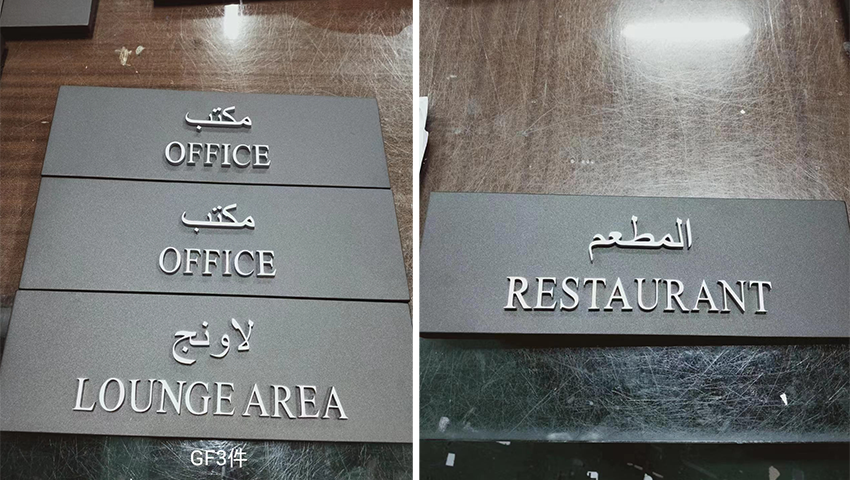 مكتب
OFFICE
مكتب
OFFICE
لاونج
LOUNGE AREA
GF3件
المطعم
RESTAURANT